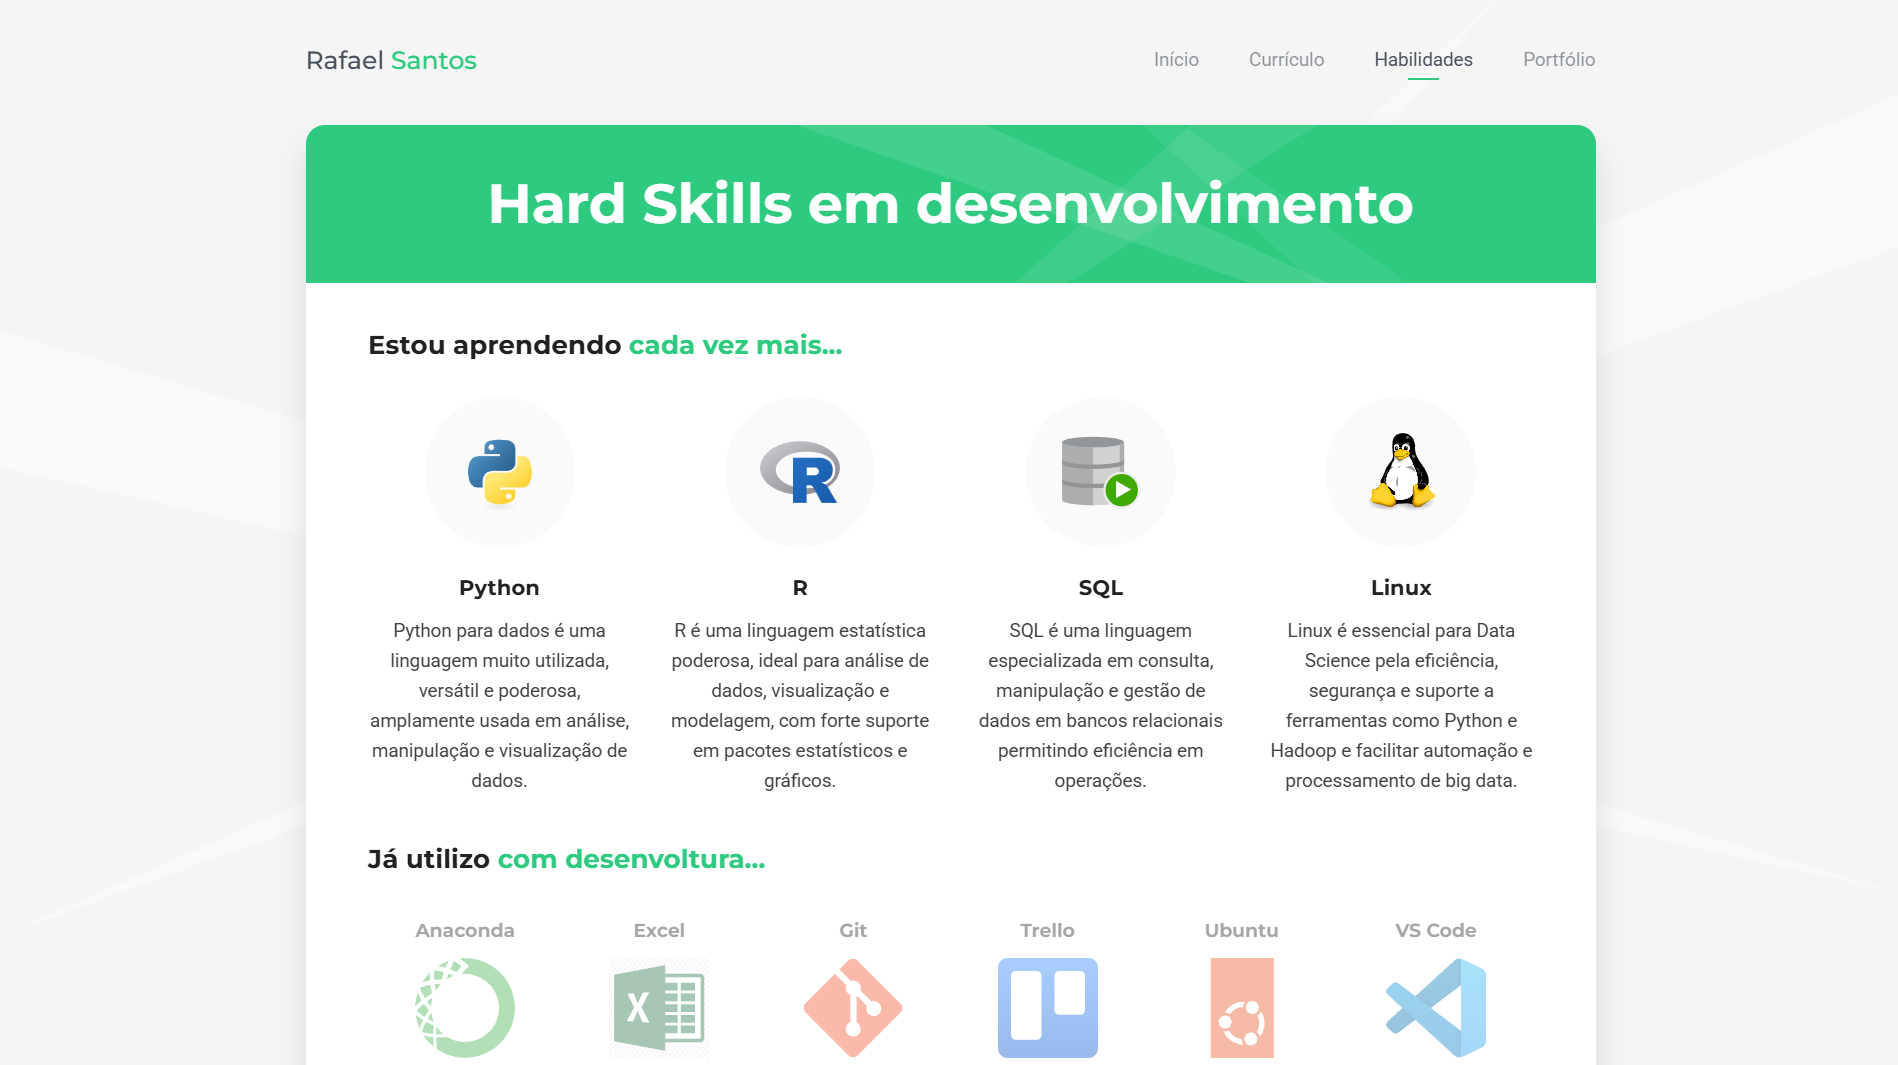 Rafael Santos
Início
Currículo
Habilidades
Portfólio
Hard Skills em desenvolvimento
Estou aprendendo cada vez mais...
Python
Python para dados é uma
linguagem muito utilizada,
versátil e poderosa,
amplamente usada em análise,
manipulação e visualização de
dados.
R
R é uma linguagem estatística
poderosa, ideal para análise de
dados, visualização e
modelagem, com forte suporte
em pacotes estatísticos e
gráficos.
SQL
SQL é uma linguagem
especializada em consulta,
manipulação e gestão de
dados em bancos relacionais
permitindo eficiência em
operações.
Linux
Linux é essencial para Data
Science pela eficiência,
segurança e suporte a
ferramentas como Python e
Hadoop e facilitar automação e
processamento de big data.
Já utilizo com desenvoltura...
Anaconda
Excel
Git
Trello
Ubuntu
VS Code